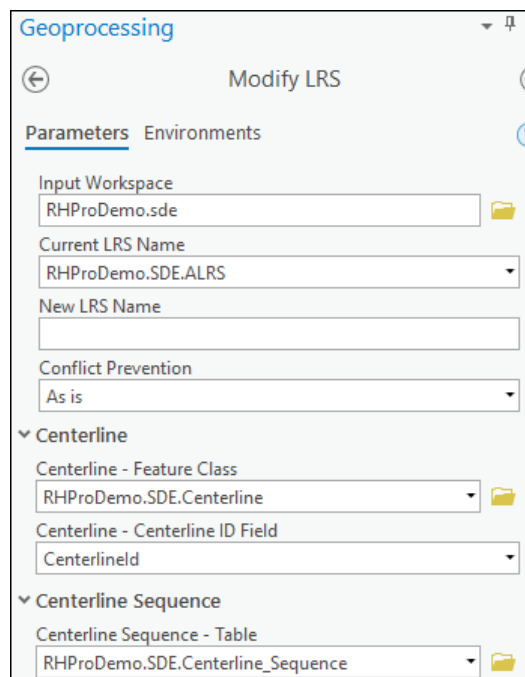 Geoprocessing
Modify LRS
Parameters Environments
Input Workspace
RHProDemo.sde
Current LRS Name
RHProDemo.SDE.ALRS
New LRS Name
Conflict Prevention
As is
Centerline
Centerline - Feature Class
RHProDemo.SDE.Centerline
Centerline - Centerline ID Field
CenterlineId
Centerline Sequence
Centerline Sequence - Table
RHProDemo.SDE.Centerline_Sequence